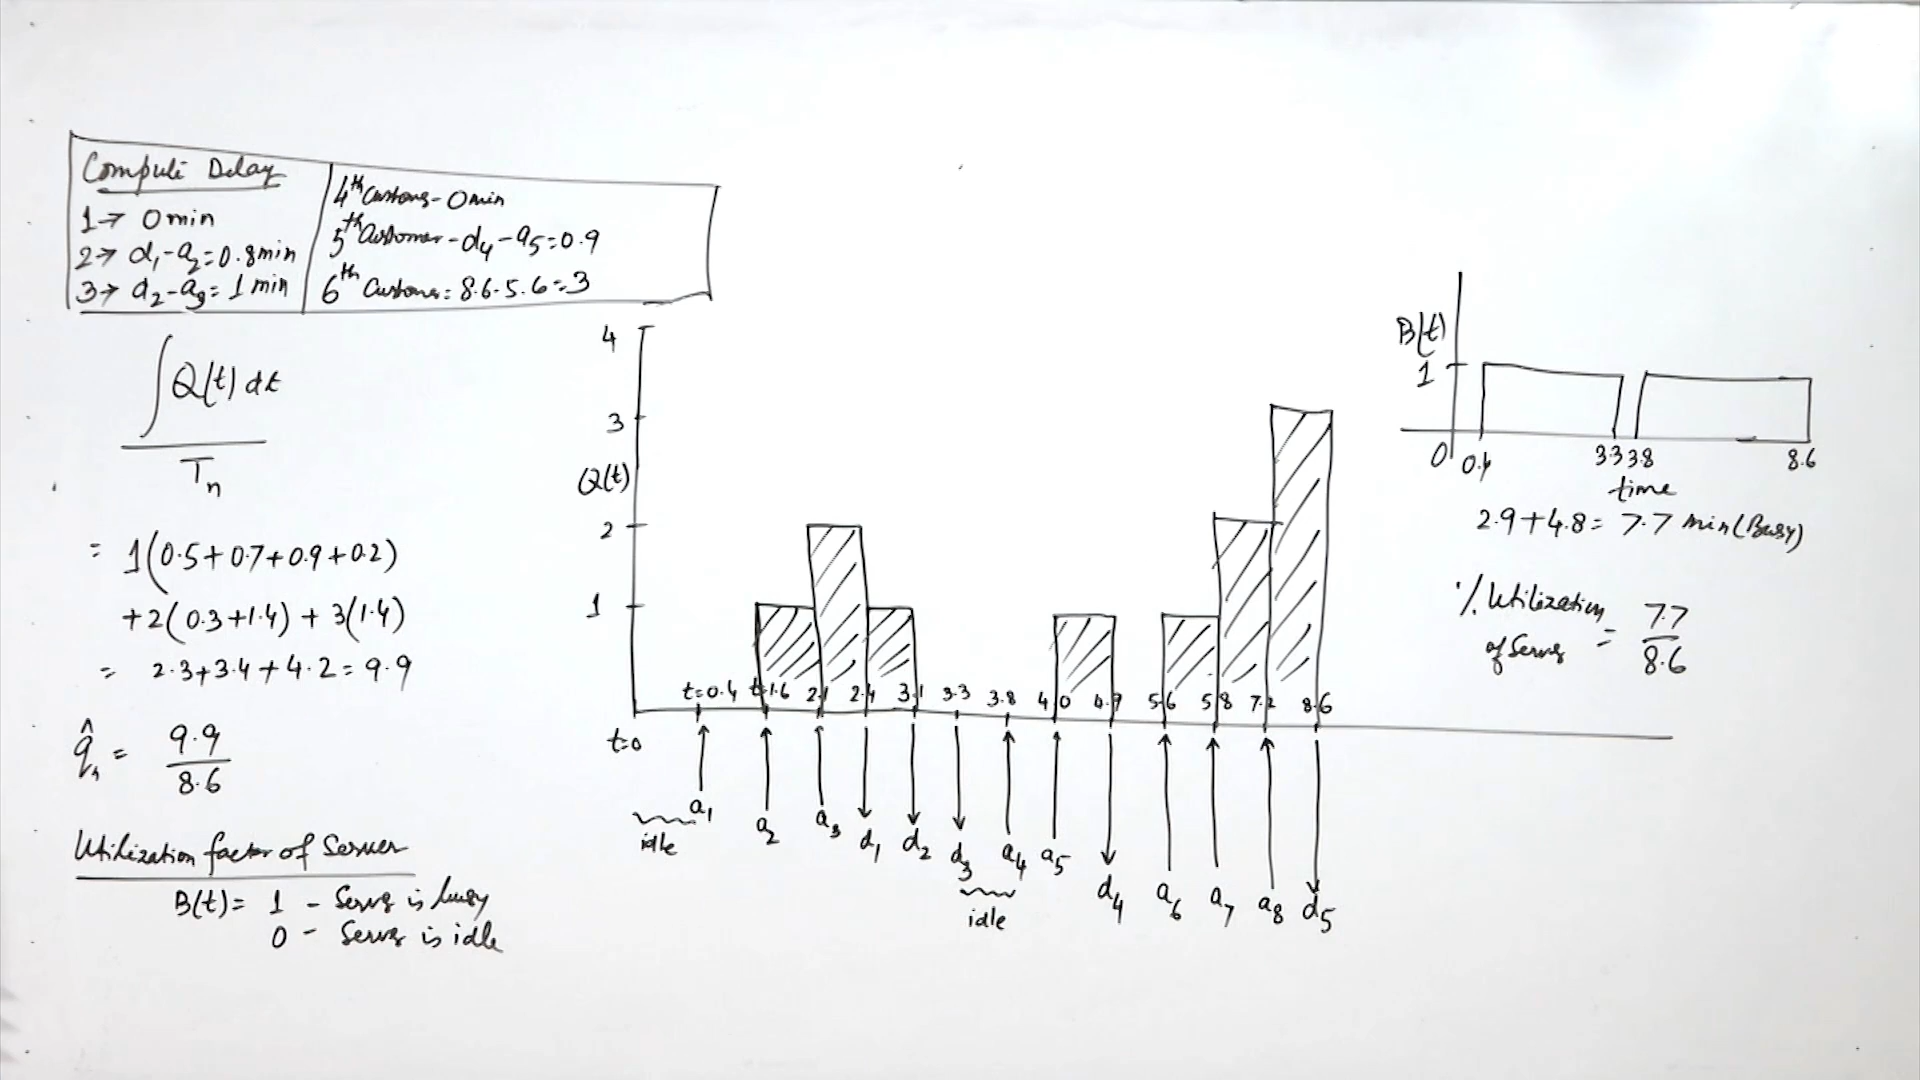 Compute Delay
1→ 0min
2→ d₁-a₂=0.8min
3→ d₂-a₃= 1 min
4th Customer- 0min
5th Customer-d₄-a₅=0.9
6th Customer: 8.6-5.6=3
∫Q(t)dt
Tn
= 1(0.5+0.7+0.9+0.2)
+2(0.3+1.4)+3(1.4)
= 2.3+3.4+4.2=9.9
q̂ₙ = 9.9
8.6
Utilization factor of Server
B(t)= 1 - Server is busy
0 - Server is idle
4
3
Q(t)
2
1
t=0.4 t=1.6 2.1 2.4 3.1 3.3 3.8 4.0 4.9 5.6 5.8 7.2 8.6
t=0
a₁ a₂ a₃ d₁ d₂ d₃ a₄ a₅ d₄ a₆ a₇ a₈ d₅
idle
idle
B(t)
1
0 0.4 3.3 3.8 8.6
time
2.9+4.8= 7.7 min(Busy)
% Utilization
of Server = 7.7
8.6